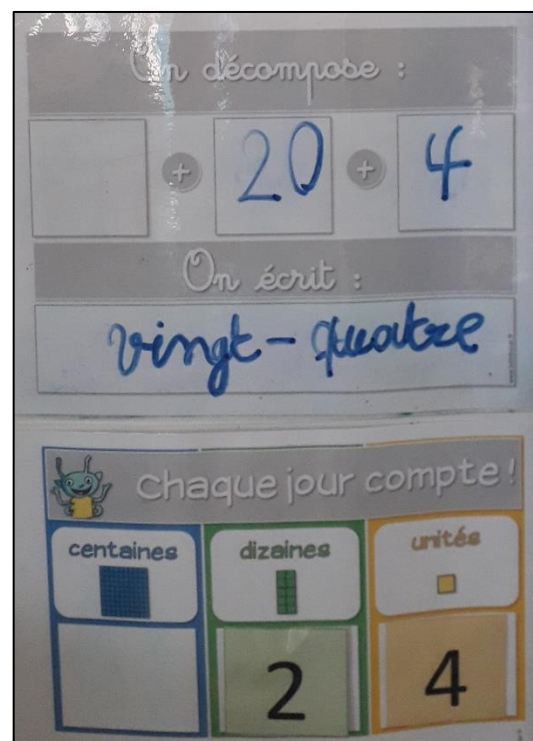 On décompose :
+ 20 + 4
On écrit :
vingt-quatre
Chaque jour compte !
centaines dizaines unités
2 4